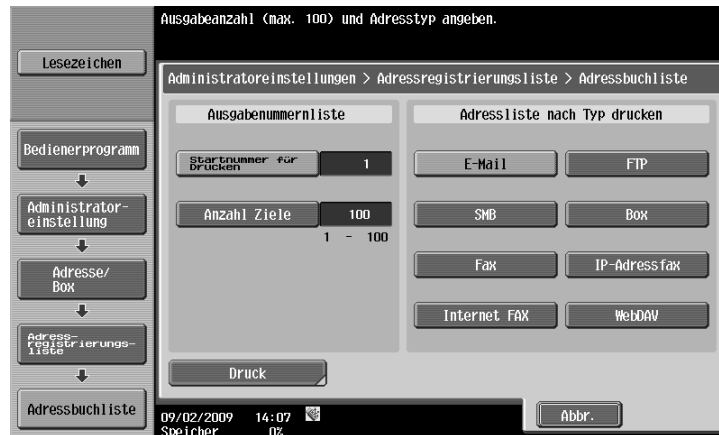 Ausgabeanzahl (max. 100) und Adresstyp angeben.
Lesezeichen
Administratoreinstellungen > Adressregistrierungsliste > Adressbuchliste
Ausgabenummernliste
Adressliste nach Typ drucken
Bedienerprogramm
Startnummer für
Drucken
1
E-Mail
FTP
Administrator-
einstellung
Anzahl Ziele
100
SMB
Box
1 - 100
Adresse/
Box
Fax
IP-Adressfax
Internet FAX
WebDAV
Adress-
registrierungs-
liste
Druck
Adressbuchliste
09/02/2009 14:07
Abbr.
Speicher 0%